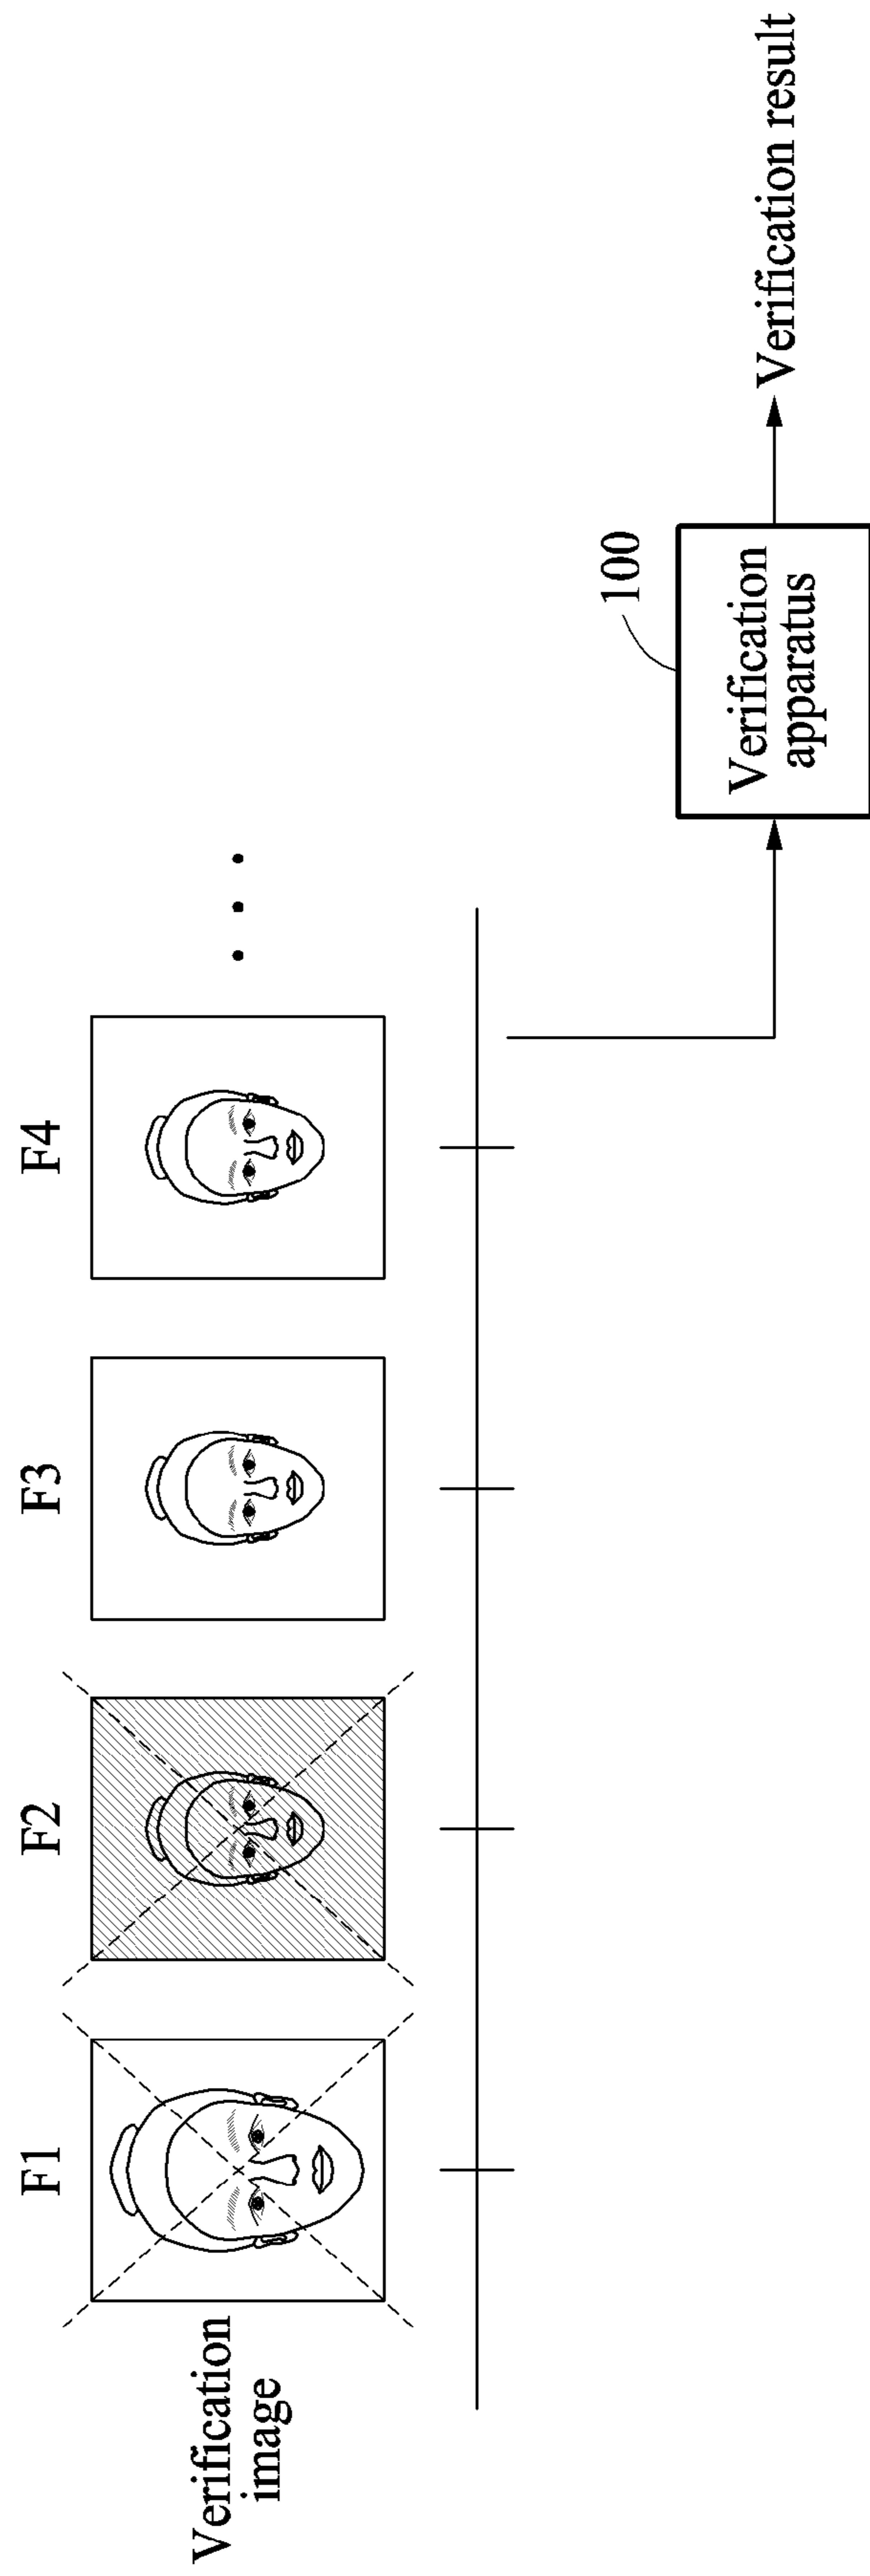 F1
F2
F3
F4
Verification
image
100
Verification
apparatus
Verification result